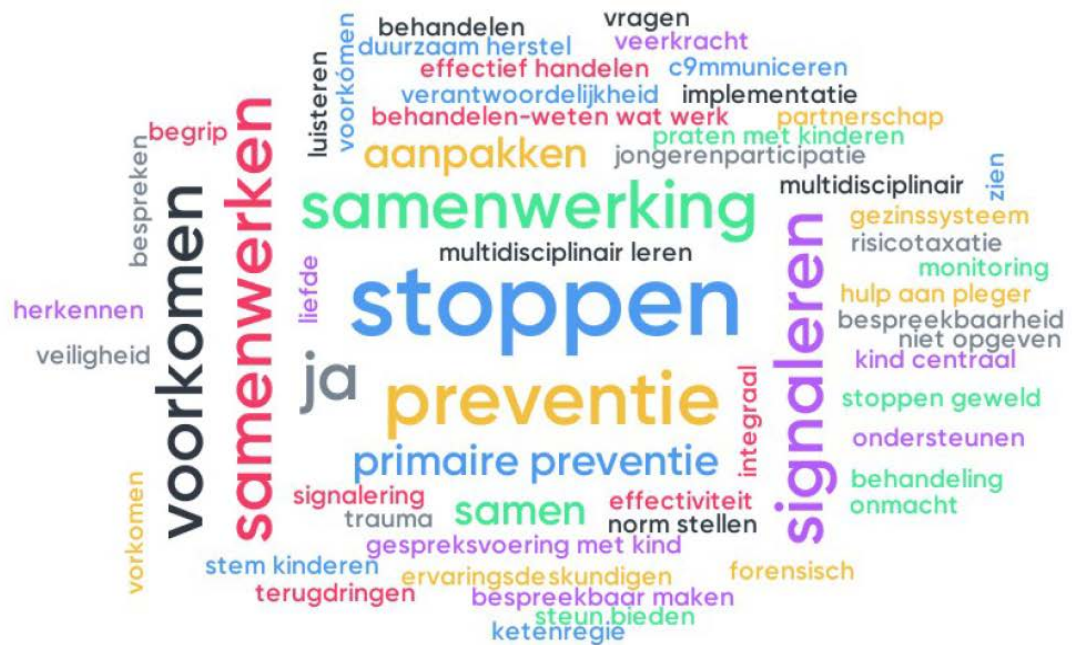 behandelen
vragen
duurzaam herstel
veerkracht
effectief handelen
c9mmuniceren
luisteren
voorkómen
verantwoordelijkheid
implementatie
behandelen-weten wat werk
partnerschap
begrip
praten met kinderen
aanpakken
jongerenparticipatie
bespreken
voorkomen
samenwerken
samenwerking
multidisciplinair
zien
gezinssysteem
multidisciplinair leren
risicotaxatie
monitoring
liefde
stoppen
signaleren
hulp aan pleger
herkennen
bespreekbaarheid
niet opgeven
veiligheid
kind centraal
ja
preventie
integraal
stoppen geweld
ondersteunen
primaire preventie
behandeling
signalering
effectiviteit
onmacht
trauma
samen
norm stellen
vorkomen
gespreksvoering met kind
stem kinderen
ervaringsdeskundigen
forensisch
terugdringen
bespreekbaar maken
steun bieden
ketenregie